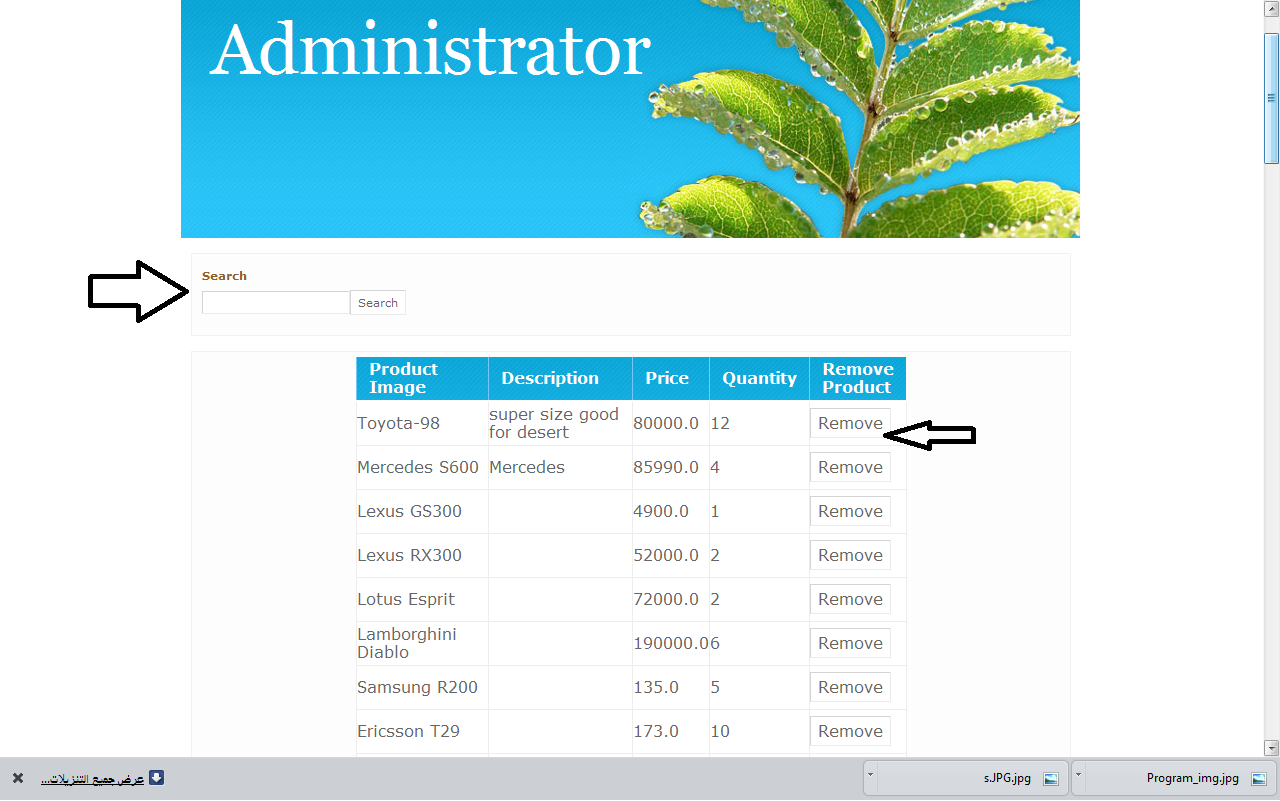 Administrator
Search
Search
Product Image Description Price Quantity Remove Product
Toyota-98 super size good for desert 80000.0 12 Remove
Mercedes S600 Mercedes 85990.0 4 Remove
Lexus GS300 4900.0 1 Remove
Lexus RX300 52000.0 2 Remove
Lotus Esprit 72000.0 2 Remove
Lamborghini Diablo 190000.0 6 Remove
Samsung R200 135.0 5 Remove
Ericsson T29 173.0 10 Remove
عرض جميع التنزيلات... s.JPG.jpg Program_img.jpg